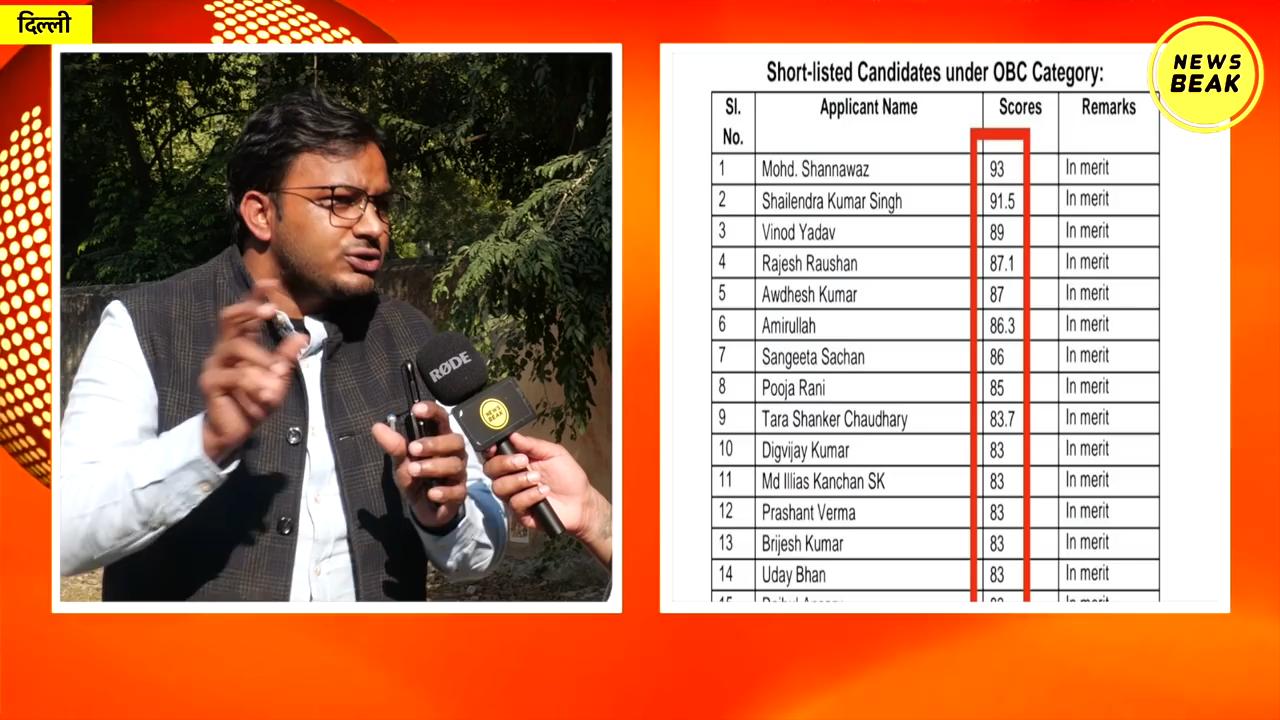 दिल्ली
NEWS
BEAK
RØDE
NEWS
BEAK
Short-listed Candidates under OBC Category:
Sl. No. Applicant Name Scores Remarks
1 Mohd. Shannawaz 93 In merit
2 Shailendra Kumar Singh 91.5 In merit
3 Vinod Yadav 89 In merit
4 Rajesh Raushan 87.1 In merit
5 Awdhesh Kumar 87 In merit
6 Amirullah 86.3 In merit
7 Sangeeta Sachan 86 In merit
8 Pooja Rani 85 In merit
9 Tara Shanker Chaudhary 83.7 In merit
10 Digvijay Kumar 83 In merit
11 Md Illias Kanchan SK 83 In merit
12 Prashant Verma 83 In merit
13 Brijesh Kumar 83 In merit
14 Uday Bhan 83 In merit